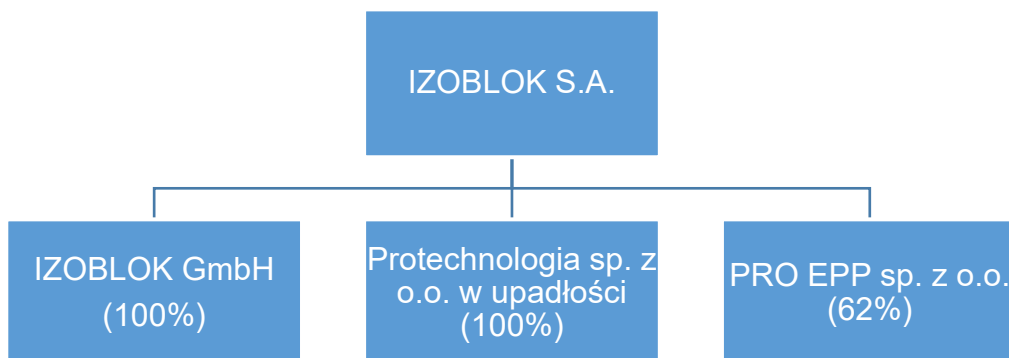 IZOBLOK S.A.
IZOBLOK GmbH
(100%)
Protechnologia sp. z
o.o. w upadłości
(100%)
PRO EPP sp. z o.o.
(62%)